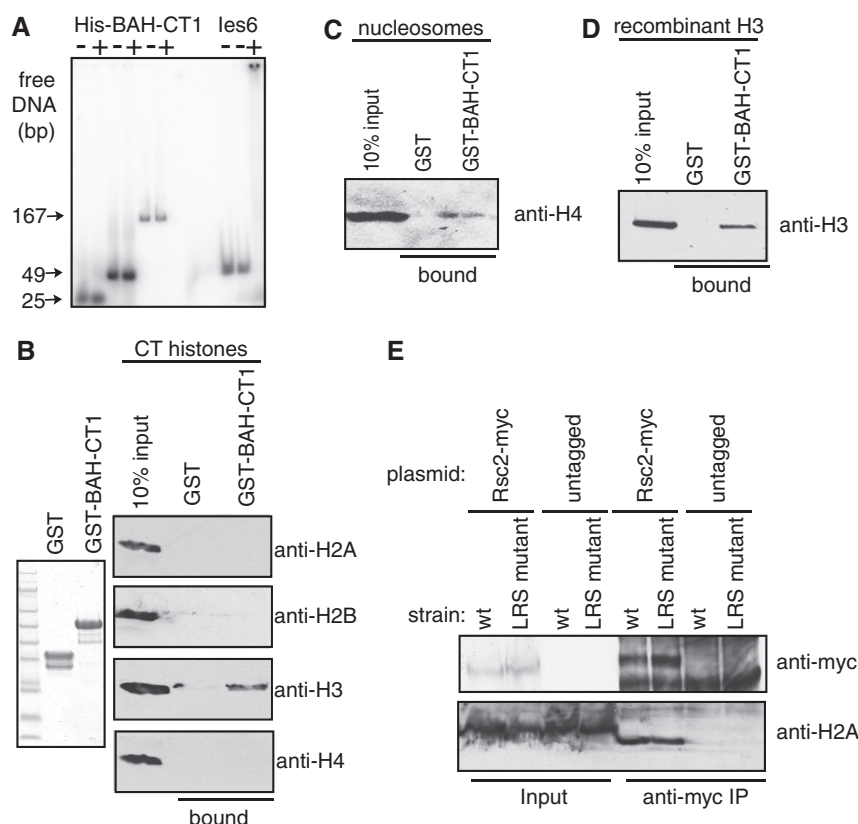 A
His-BAH-CT1 Ies6
- + - + - + - - +
free
DNA
(bp)
167→
49→
25→
B
CT histones
GST
GST-BAH-CT1
10% input
GST
GST-BAH-CT1
anti-H2A
anti-H2B
anti-H3
anti-H4
bound
C
nucleosomes
10% input
GST
GST-BAH-CT1
anti-H4
bound
D
recombinant H3
10% input
GST
GST-BAH-CT1
anti-H3
bound
E
plasmid:
Rsc2-myc
untagged
Rsc2-myc
untagged
strain:
wt
LRS mutant
wt
LRS mutant
wt
LRS mutant
wt
LRS mutant
anti-myc
anti-H2A
Input
anti-myc IP